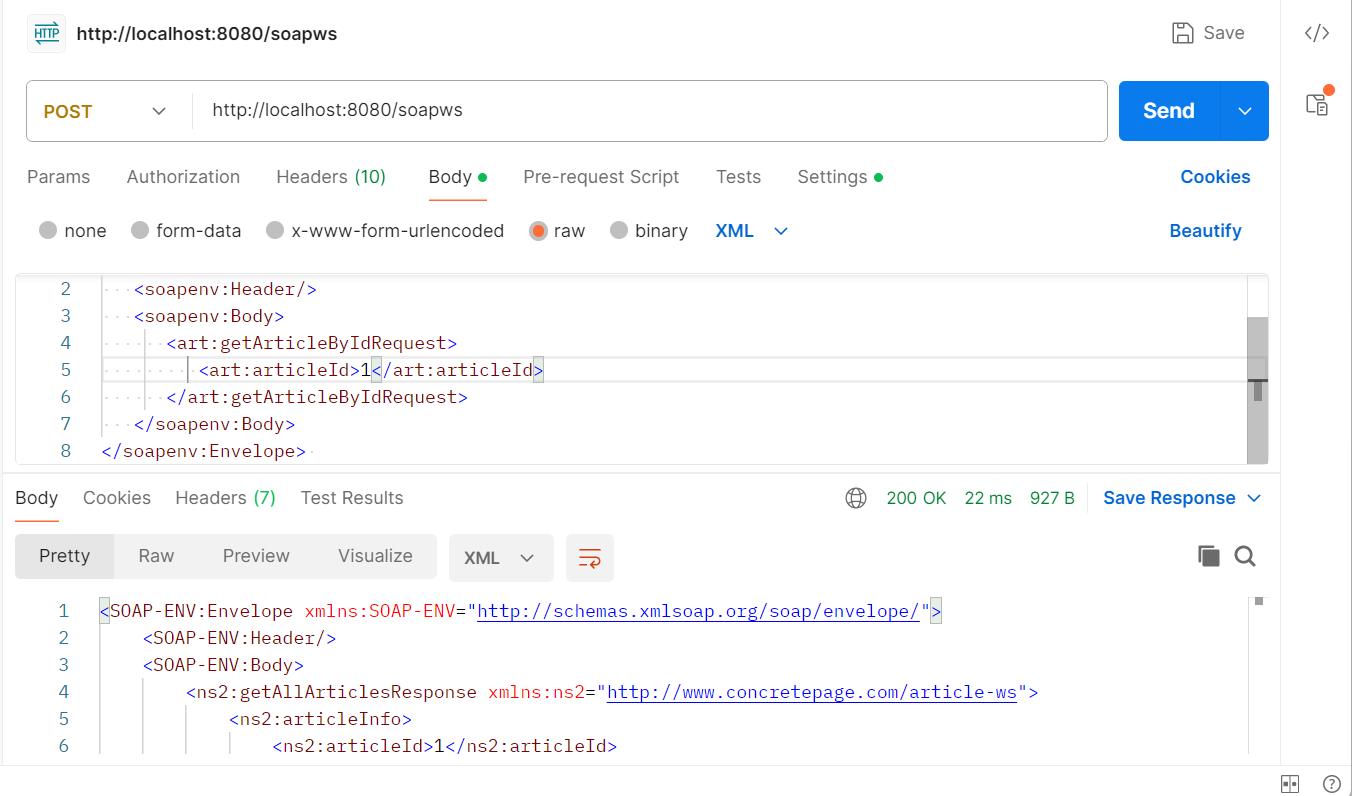 HTTP http://localhost:8080/soapws Save </>
POST http://localhost:8080/soapws Send
Params Authorization Headers (10) Body Pre-request Script Tests Settings Cookies
none form-data x-www-form-urlencoded raw binary XML Beautify
2 <soapenv:Header/>
3 <soapenv:Body>
4 <art:getArticleByIdRequest>
5 <art:articleId>1</art:articleId>
6 </art:getArticleByIdRequest>
7 </soapenv:Body>
8 </soapenv:Envelope>
Body Cookies Headers (7) Test Results 200 OK 22 ms 927 B Save Response
Pretty Raw Preview Visualize XML
1 <SOAP-ENV:Envelope xmlns:SOAP-ENV="http://schemas.xmlsoap.org/soap/envelope/">
2 <SOAP-ENV:Header/>
3 <SOAP-ENV:Body>
4 <ns2:getAllArticlesResponse xmlns:ns2="http://www.concretepage.com/article-ws">
5 <ns2:articleInfo>
6 <ns2:articleId>1</ns2:articleId>